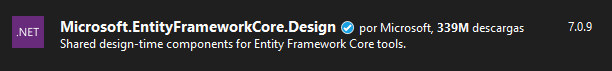 .NET
Microsoft.EntityFrameworkCore.Design por Microsoft, 339M descargas 7.0.9
Shared design-time components for Entity Framework Core tools.